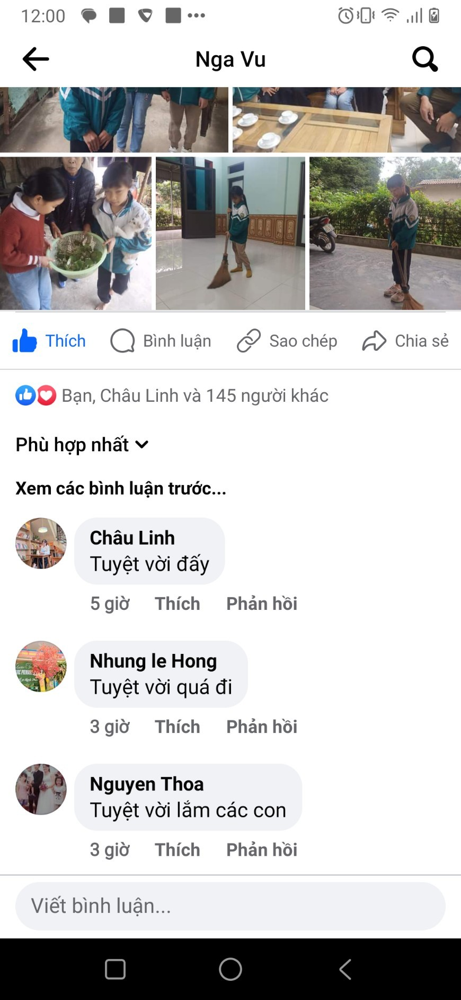 12:00
Nga Vu
Thích Bình luận Sao chép Chia sẻ
Bạn, Châu Linh và 145 người khác
Phù hợp nhất
Xem các bình luận trước...
Châu Linh
Tuyệt vời đấy
5 giờ Thích Phản hồi
Nhung le Hong
Tuyệt vời quá đi
3 giờ Thích Phản hồi
Nguyen Thoa
Tuyệt vời lắm các con
3 giờ Thích Phản hồi
Viết bình luận...